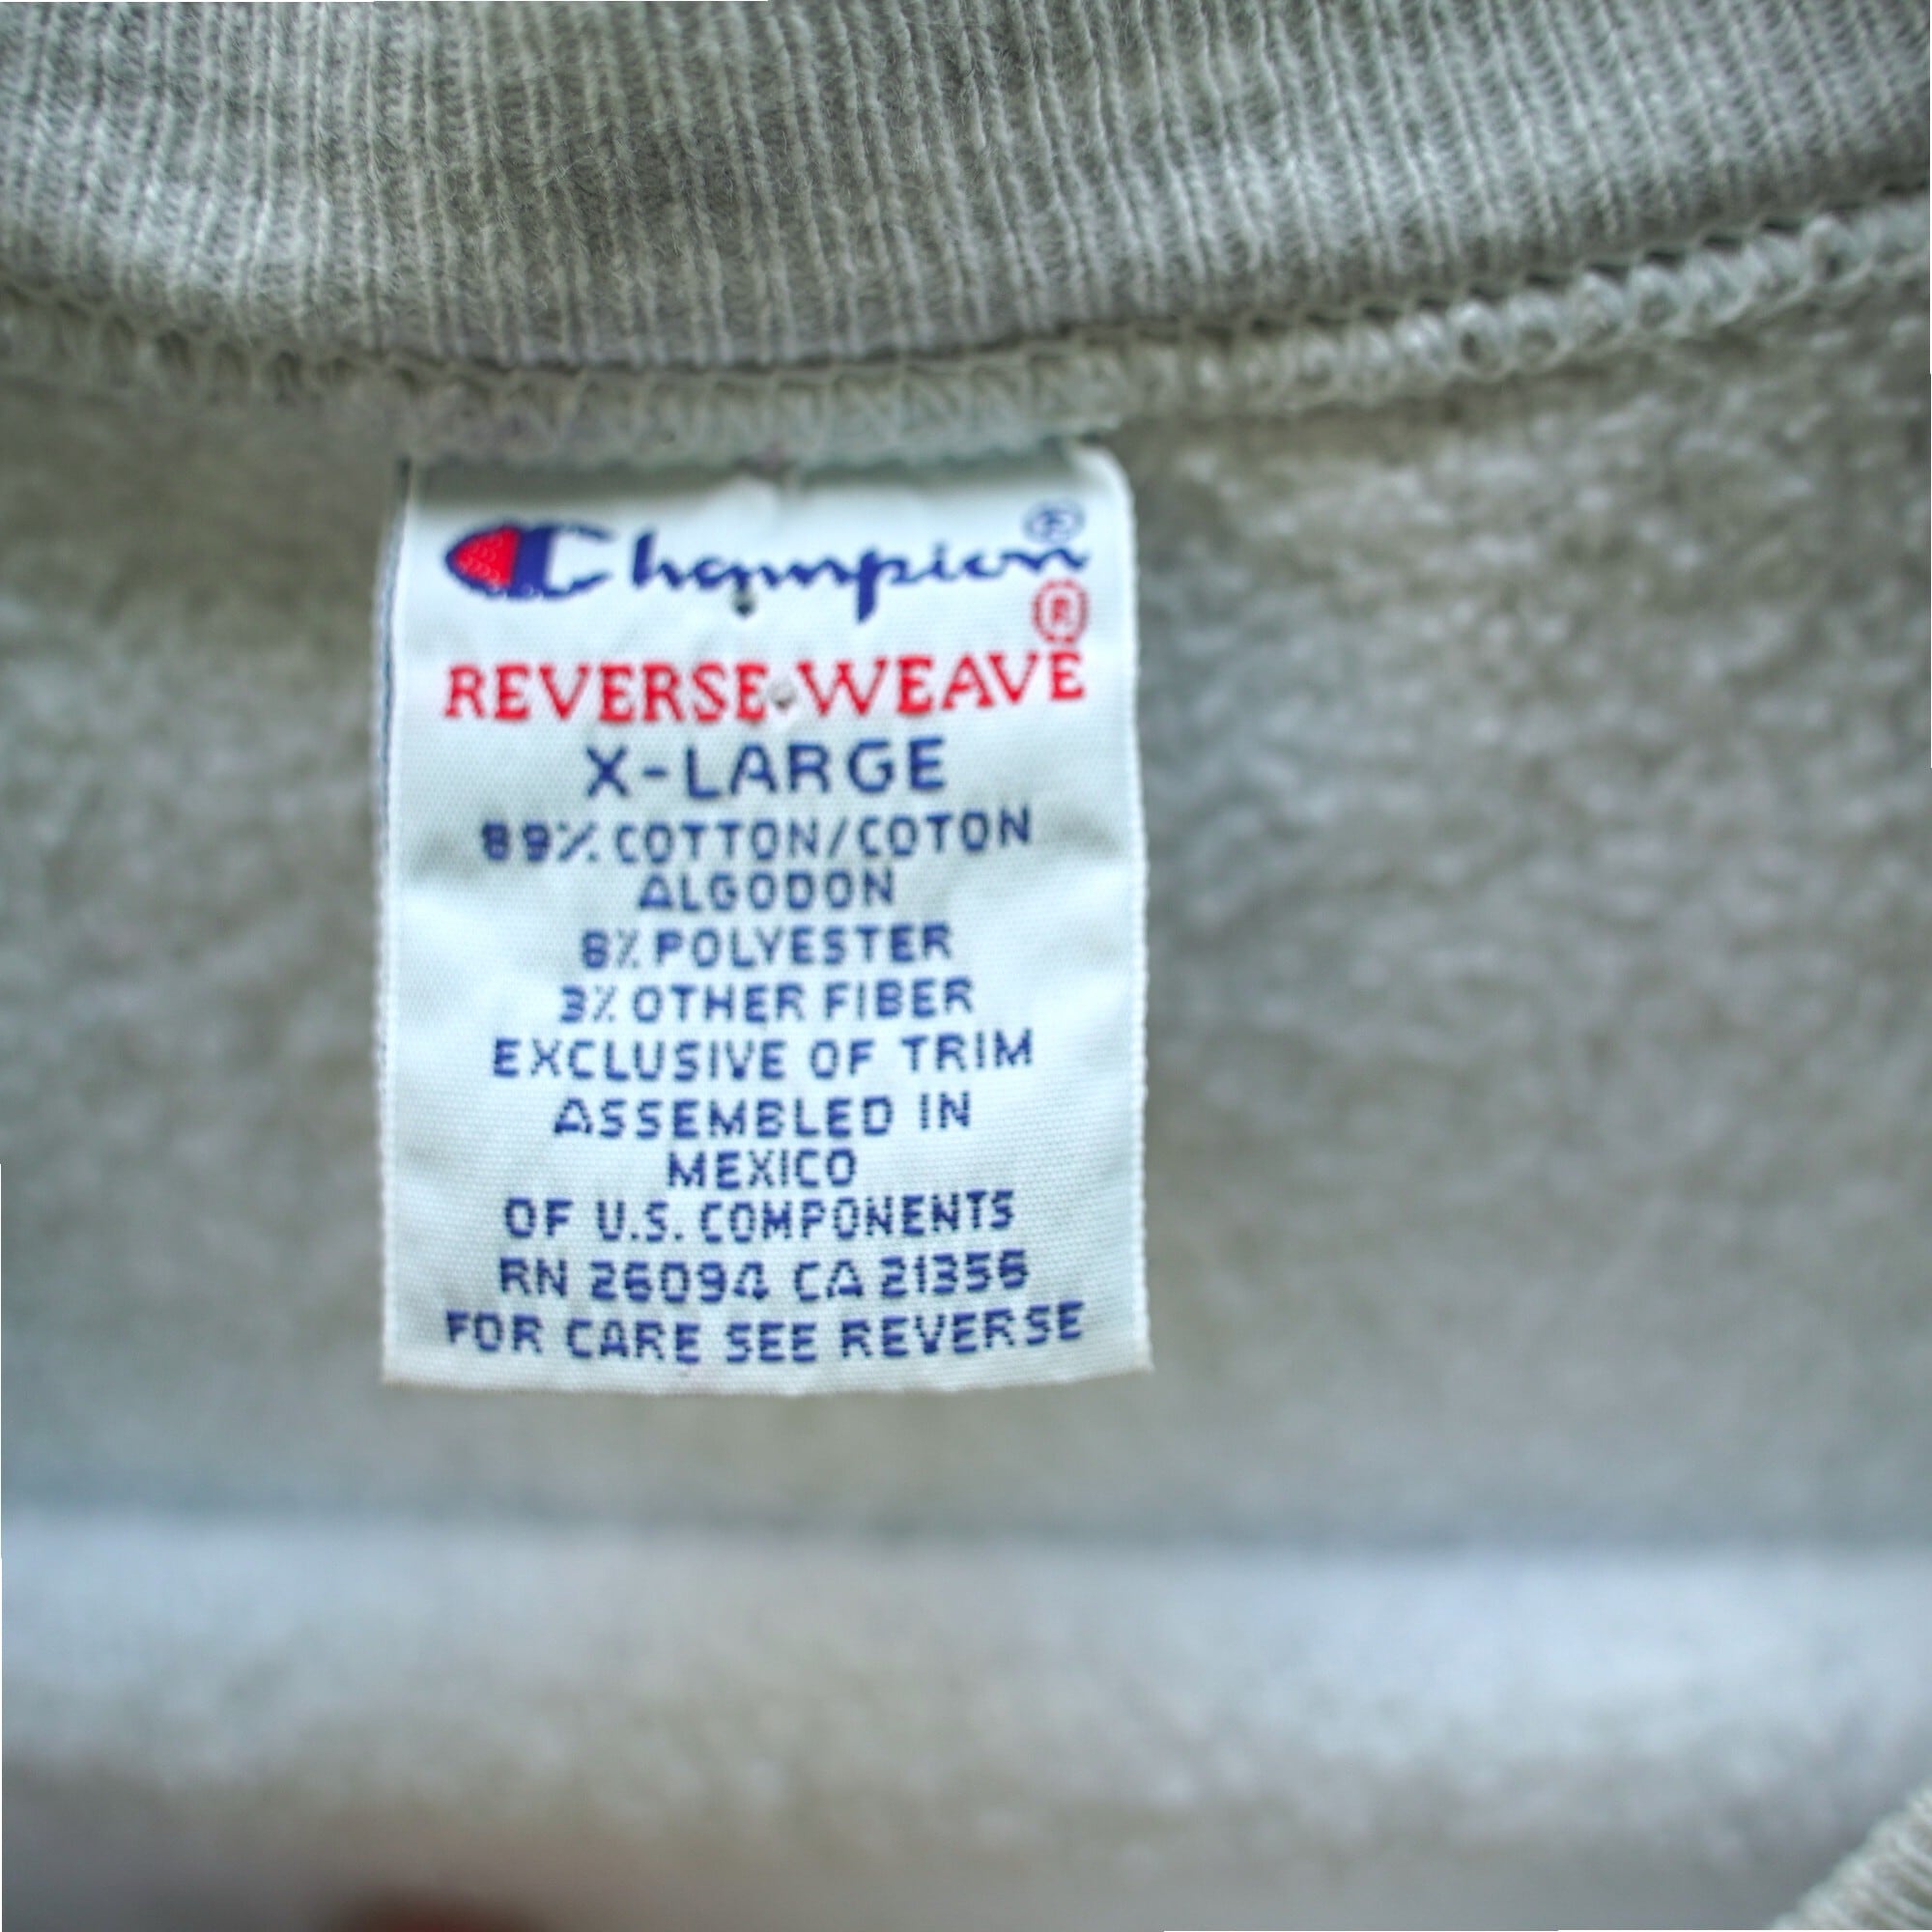 Champion®
REVERSE WEAVE®
X-LARGE
89% COTTON/COTON
ALGODON
8% POLYESTER
3% OTHER FIBER
EXCLUSIVE OF TRIM
ASSEMBLED IN
MEXICO
OF U.S. COMPONENTS
RN 26094 CA 21356
FOR CARE SEE REVERSE